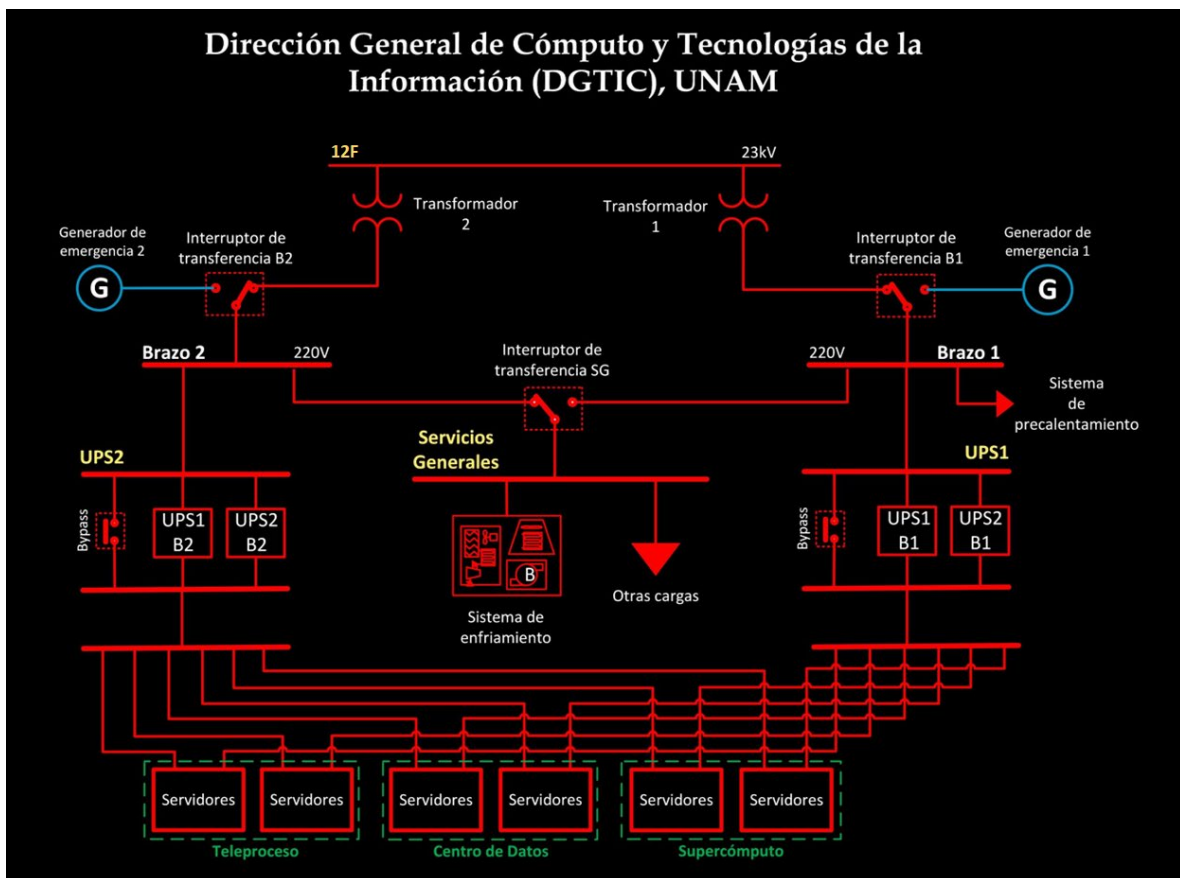 Dirección General de Cómputo y Tecnologías de la
Información (DGTIC), UNAM
12F
23kV
Transformador
2
Transformador
1
Generador de
emergencia 2
Interruptor de
transferencia B2
Interruptor de
transferencia B1
Generador de
emergencia 1
G
G
Brazo 2
220V
Interruptor de
transferencia SG
220V
Brazo 1
Sistema
de
precalentamiento
Servicios
Generales
UPS2
UPS1
Bypass
UPS1
B2
UPS2
B2
Bypass
UPS1
B1
UPS2
B1
B
Sistema de
enfriamiento
Otras cargas
Servidores
Servidores
Servidores
Servidores
Servidores
Servidores
Teleproceso
Centro de Datos
Supercómputo